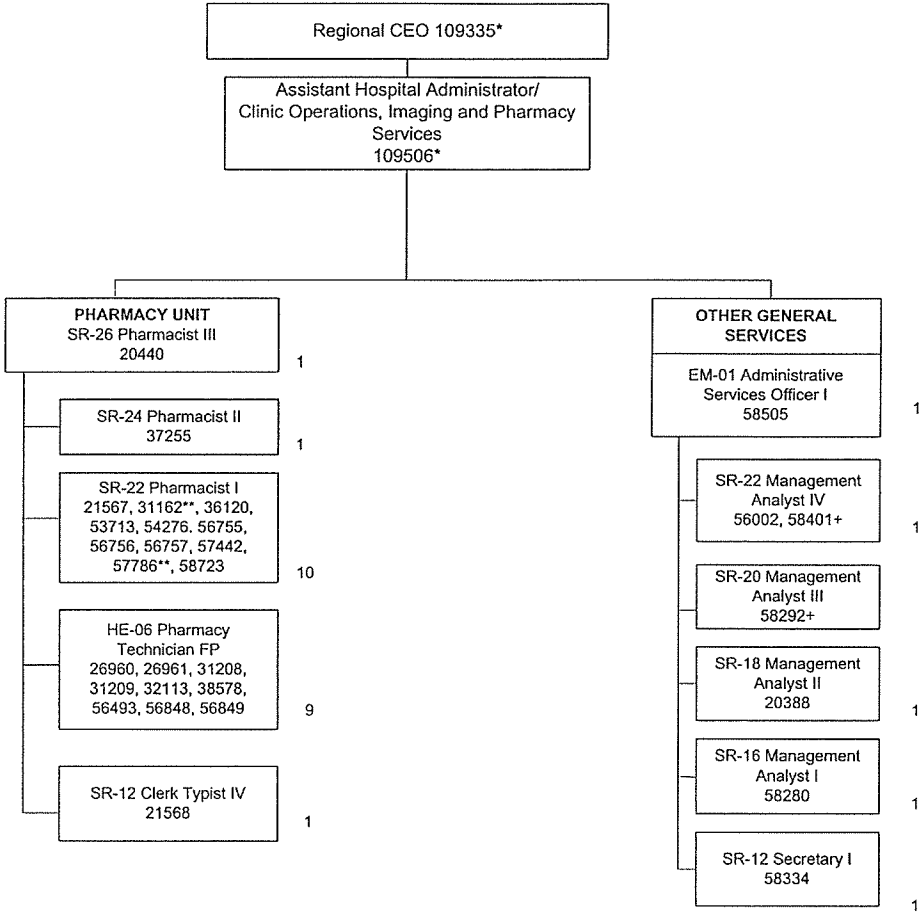 Regional CEO 109335*
Assistant Hospital Administrator/
Clinic Operations, Imaging and Pharmacy
Services
109506*
PHARMACY UNIT
SR-26 Pharmacist III
20440
1
SR-24 Pharmacist II
37255
1
SR-22 Pharmacist I
21567, 31162**, 36120,
53713, 54276. 56755,
56756, 56757, 57442,
57786**, 58723
10
HE-06 Pharmacy
Technician FP
26960, 26961, 31208,
31209, 32113, 38578,
56493, 56848, 56849
9
SR-12 Clerk Typist IV
21568
1
OTHER GENERAL
SERVICES
EM-01 Administrative
Services Officer I
58505
1
SR-22 Management
Analyst IV
56002, 58401+
1
SR-20 Management
Analyst III
58292+
SR-18 Management
Analyst II
20388
1
SR-16 Management
Analyst I
58280
1
SR-12 Secretary I
58334
1